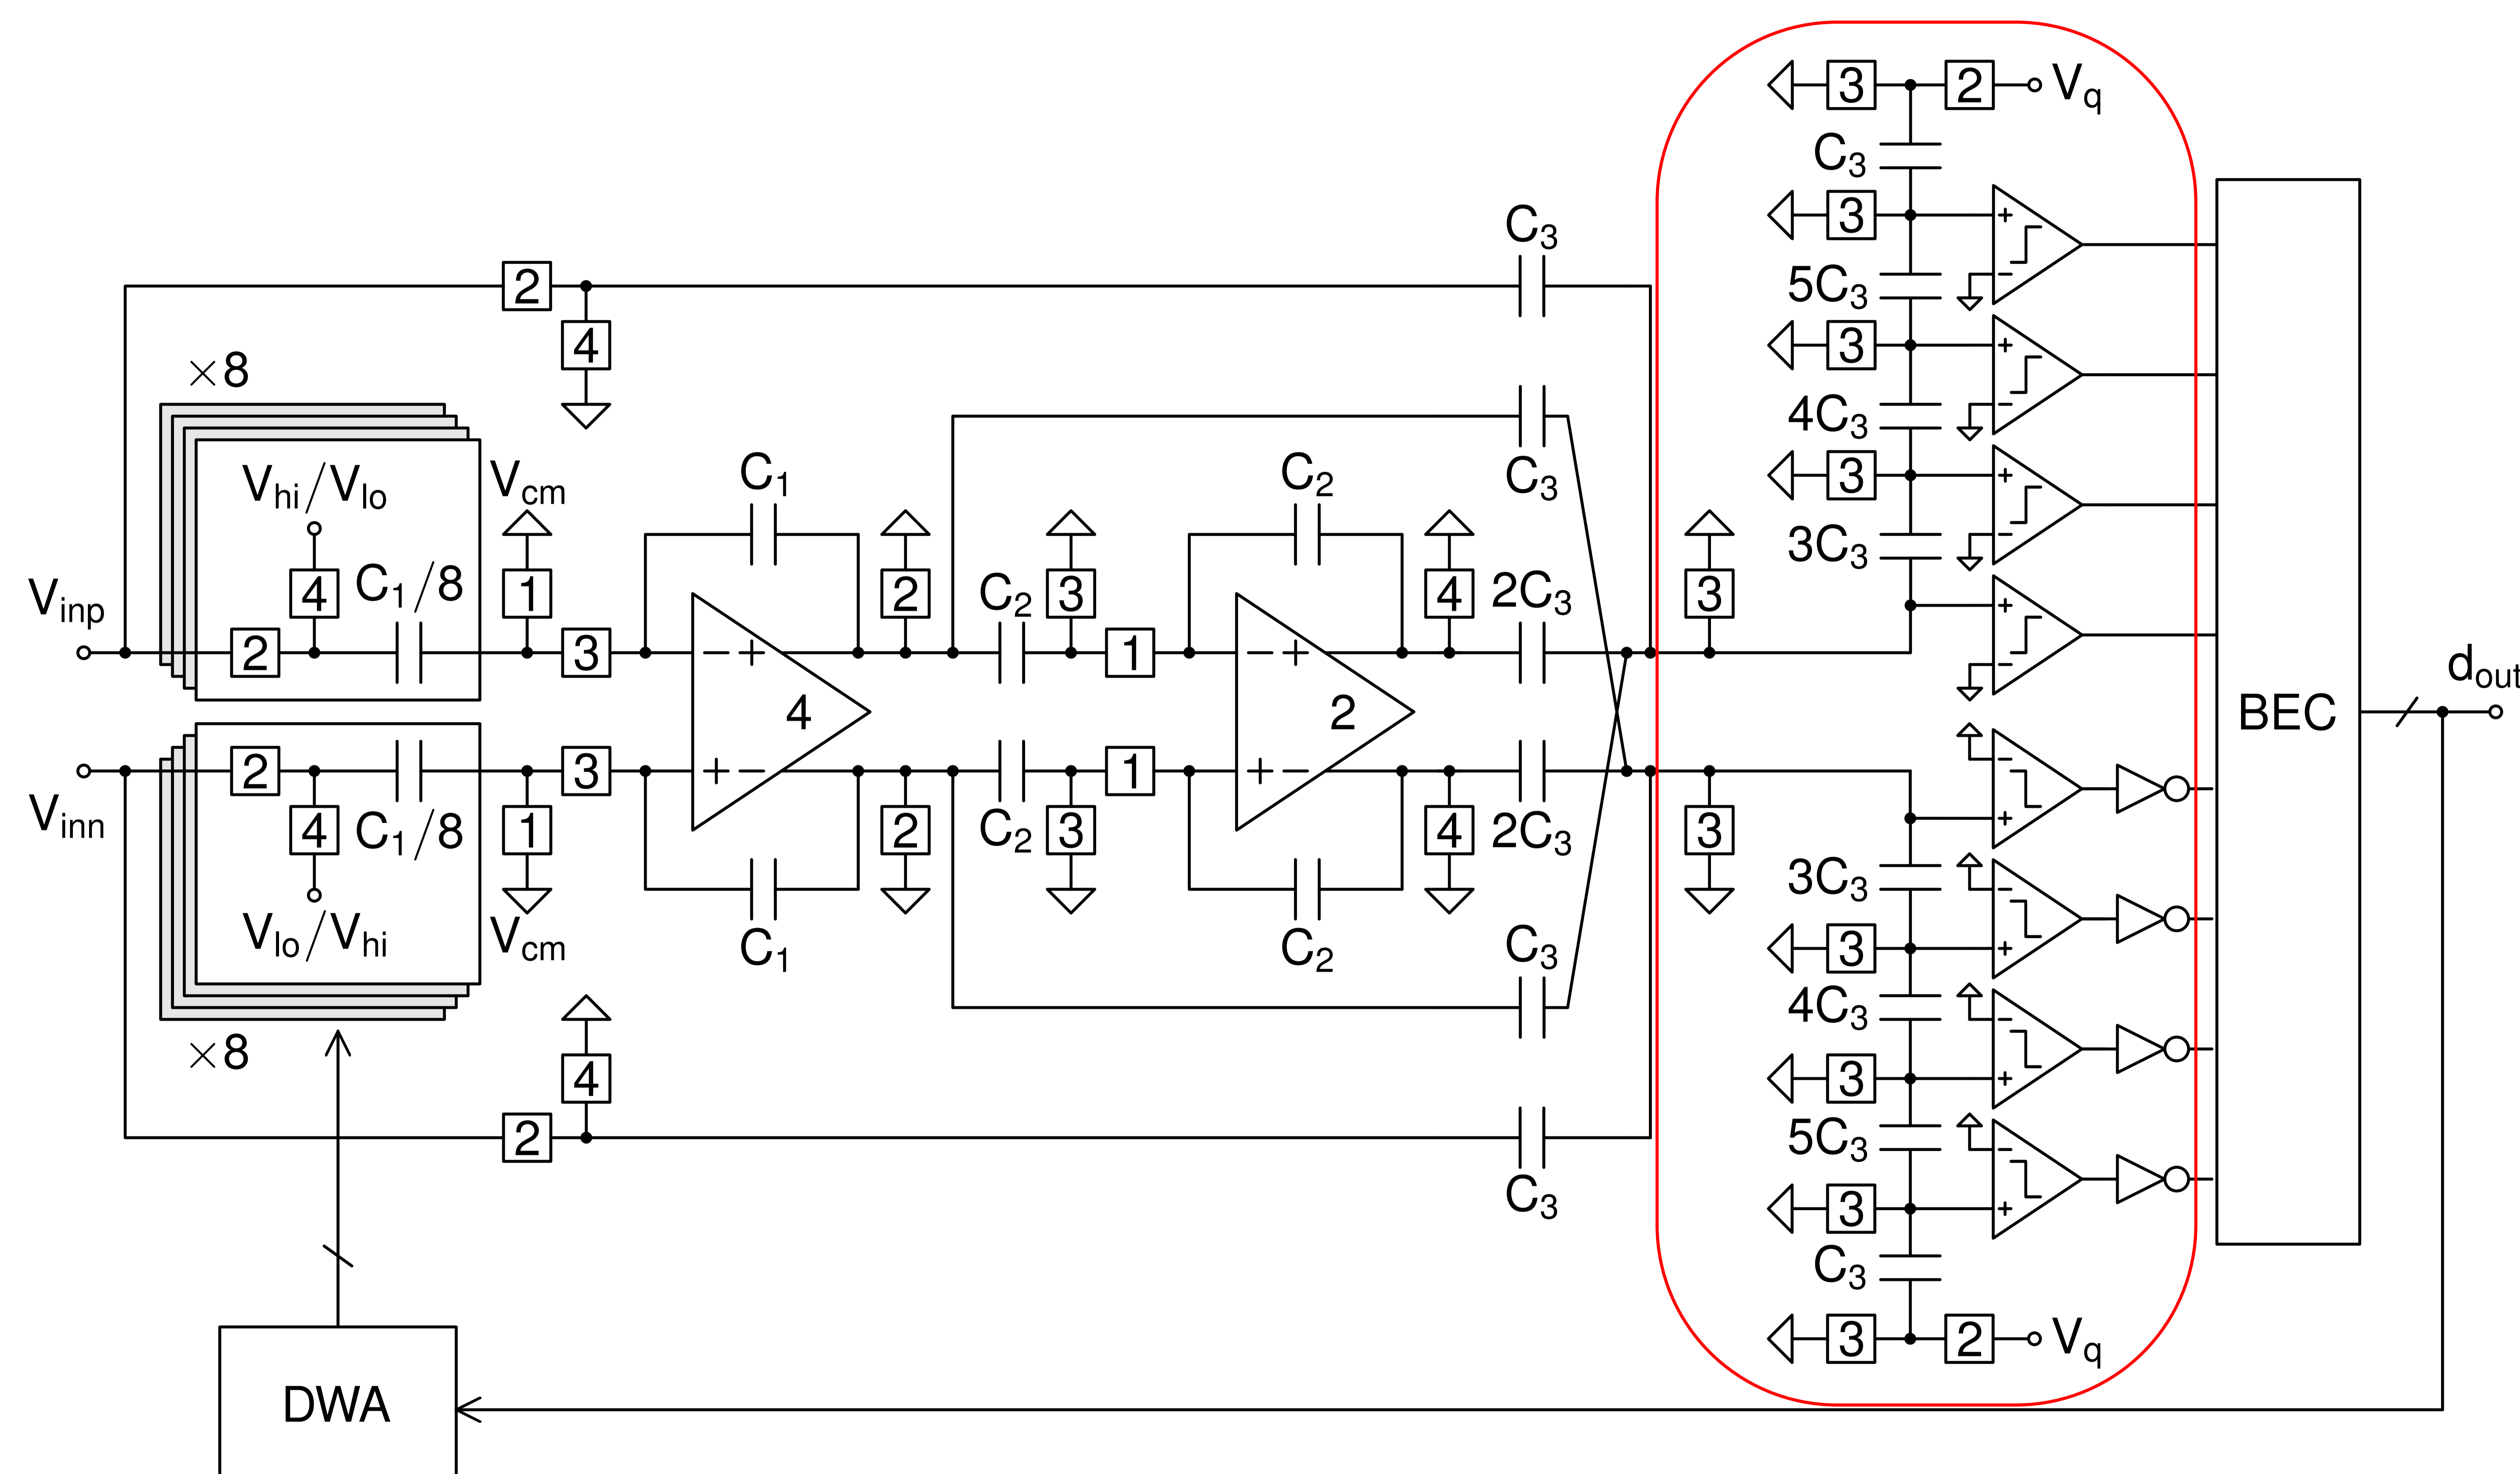 3
2
Vq
C3
3
C3
2
5C3
4
3
×8
C3
4C3
Vhi/Vlo
Vcm
C1
C2
3
4
C1/8
1
2
C2
3
4
2C3
3
3C3
Vinp
2
3
− +
1
− +
dout
4
2
BEC
Vinn
2
3
+ −
1
+ −
4
C1/8
1
2
C2
3
4
2C3
3
3C3
Vlo/Vhi
Vcm
C1
C2
C3
3
4C3
×8
4
3
2
5C3
C3
3
C3
DWA
3
2
Vq
+
−
+
−
+
−
+
−
−
+
−
+
−
+
−
+